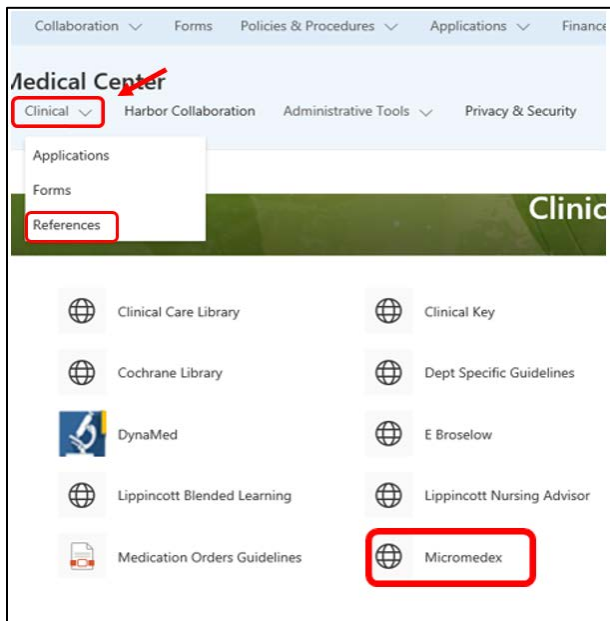 Collaboration Forms Policies & Procedures Applications Finance
Medical Center
Clinical Harbor Collaboration Administrative Tools Privacy & Security
Applications
Forms
References
Clinic
Clinical Care Library Clinical Key
Cochrane Library Dept Specific Guidelines
DynaMed E Broselow
Lippincott Blended Learning Lippincott Nursing Advisor
Medication Orders Guidelines Micromedex